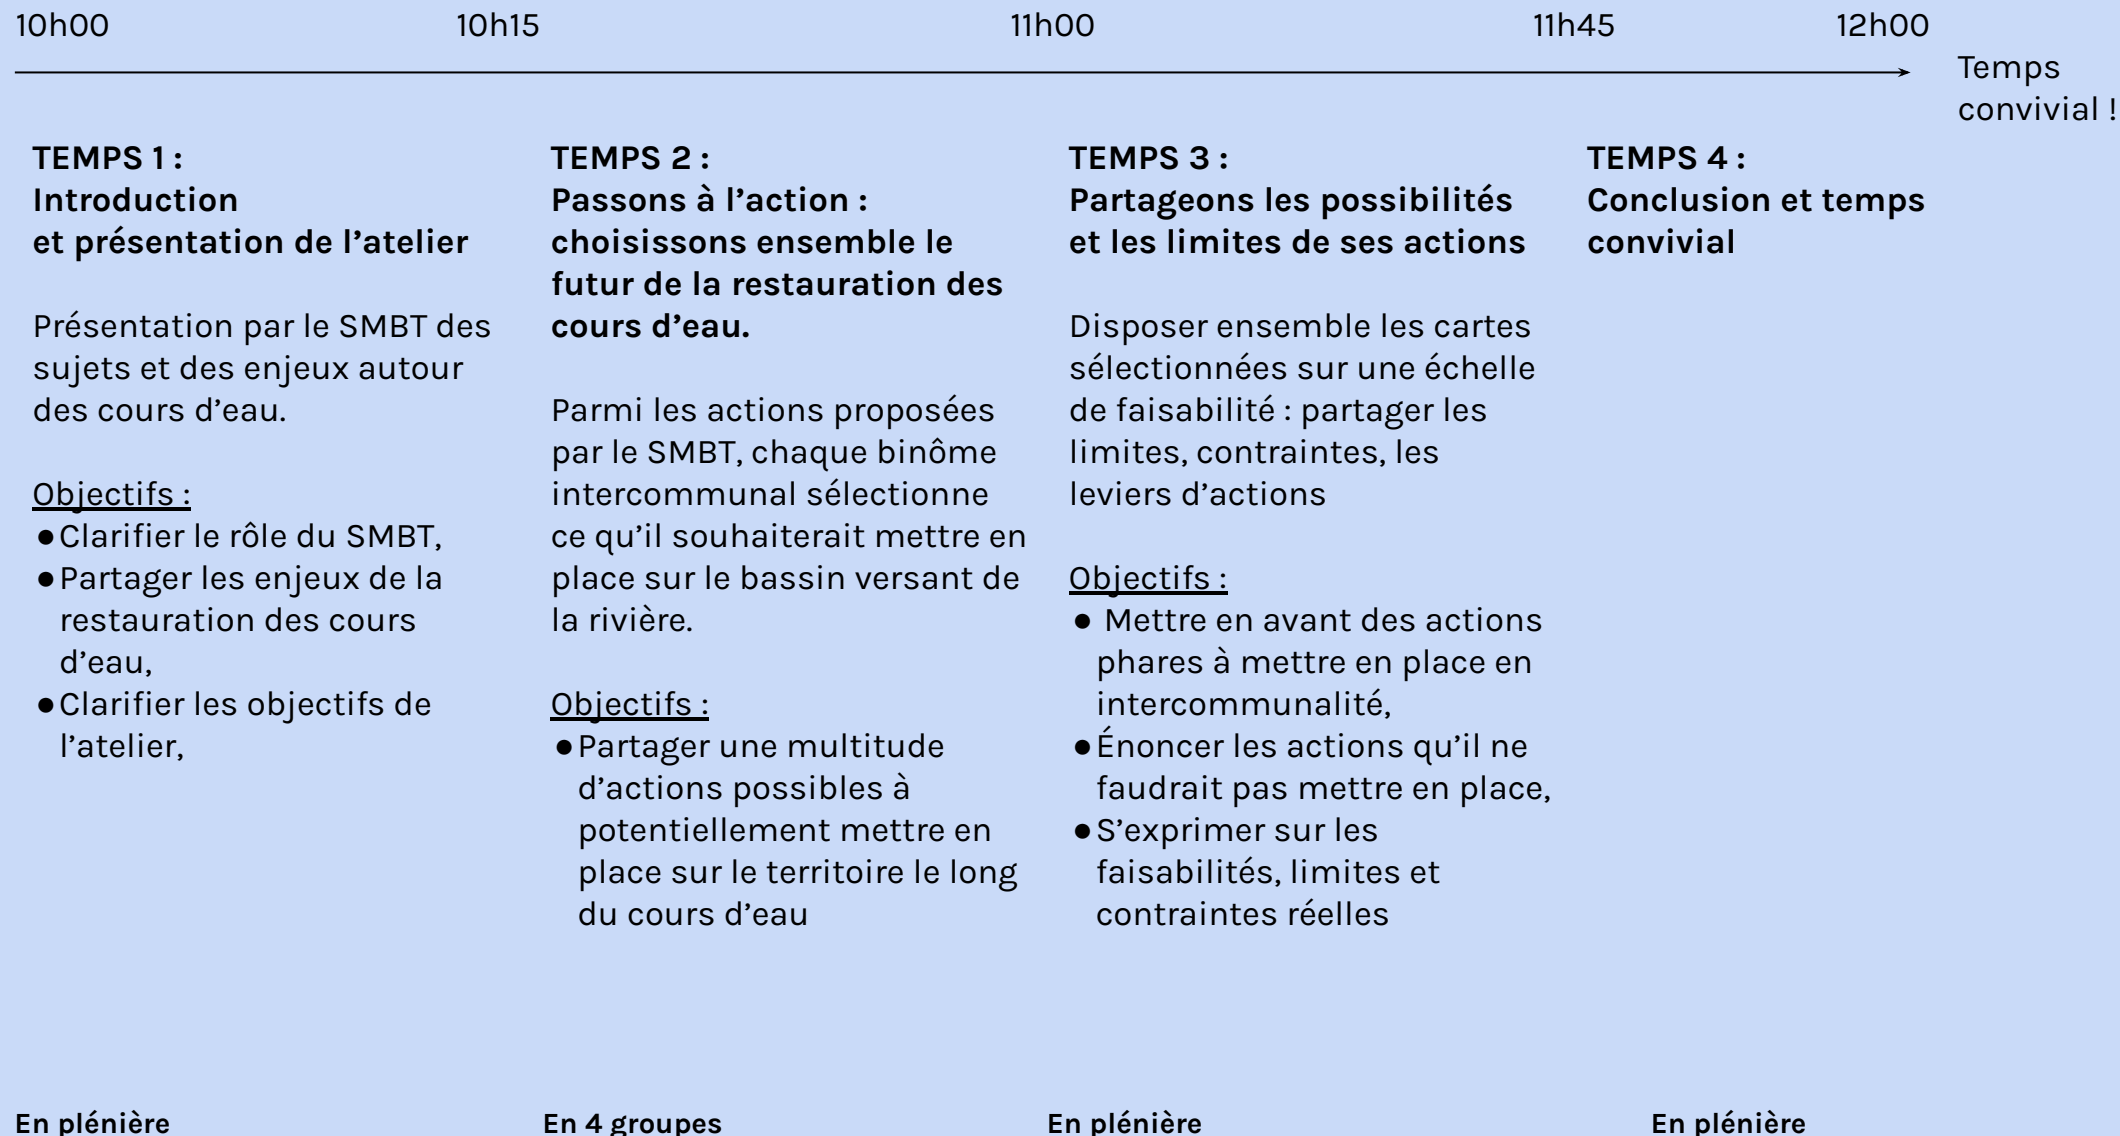 10h00
10h15
11h00
11h45
12h00
Temps
convivial !
TEMPS 1 :
Introduction
et présentation de l’atelier
Présentation par le SMBT des
sujets et des enjeux autour
des cours d’eau.
Objectifs :
●Clarifier le rôle du SMBT,
●Partager les enjeux de la
restauration des cours
d’eau,
●Clarifier les objectifs de
l’atelier,
TEMPS 2 :
Passons à l’action :
choisissons ensemble le
futur de la restauration des
cours d’eau.
Parmi les actions proposées
par le SMBT, chaque binôme
intercommunal sélectionne
ce qu’il souhaiterait mettre en
place sur le bassin versant de
la rivière.
Objectifs :
●Partager une multitude
d’actions possibles à
potentiellement mettre en
place sur le territoire le long
du cours d’eau
TEMPS 3 :
Partageons les possibilités
et les limites de ses actions
Disposer ensemble les cartes
sélectionnées sur une échelle
de faisabilité : partager les
limites, contraintes, les
leviers d’actions
Objectifs :
● Mettre en avant des actions
phares à mettre en place en
intercommunalité,
●Énoncer les actions qu’il ne
faudrait pas mettre en place,
●S’exprimer sur les
faisabilités, limites et
contraintes réelles
TEMPS 4 :
Conclusion et temps
convivial
En plénière
En 4 groupes
En plénière
En plénière